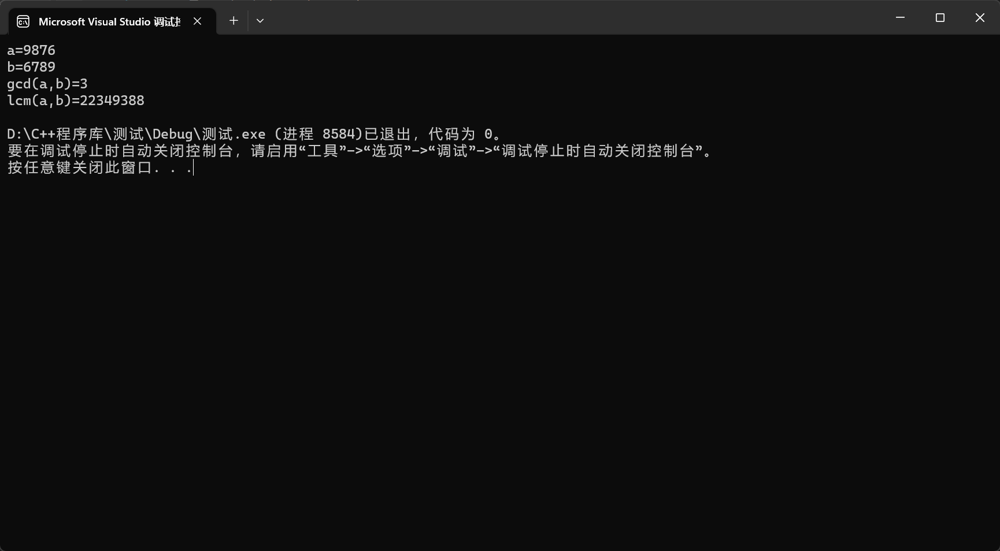 Microsoft Visual Studio 调试
a=9876
b=6789
gcd(a,b)=3
lcm(a,b)=22349388
D:\C++程序库\测试\Debug\测试.exe (进程 8584)已退出，代码为 0。
要在调试停止时自动关闭控制台，请启用“工具”->“选项”->“调试”->“调试停止时自动关闭控制台”。
按任意键关闭此窗口. . .